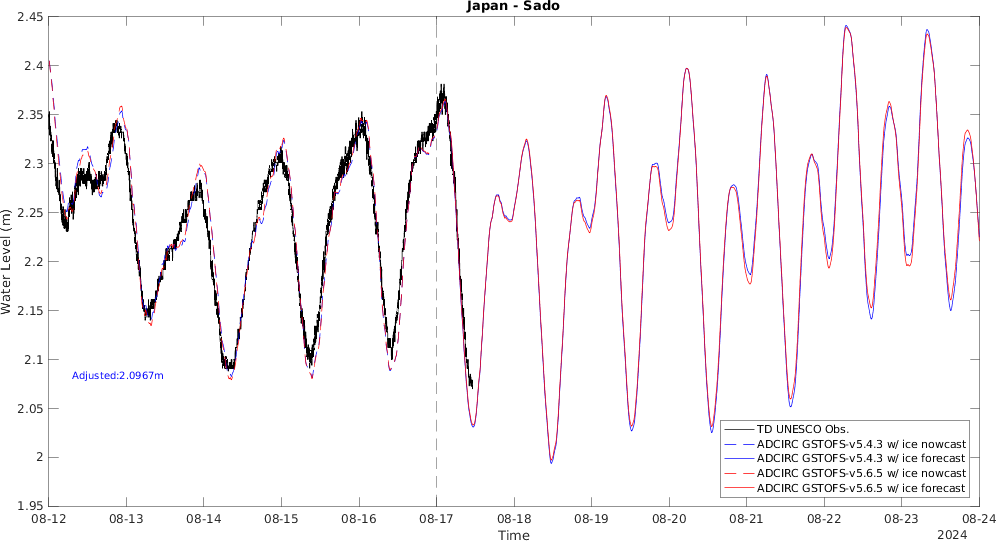 Japan - Sado
2.45
2.4
2.35
2.3
2.25
2.2
2.15
2.1
2.05
2
1.95
Water Level (m)
Adjusted:2.0967m
TD UNESCO Obs.
ADCIRC GSTOFS-v5.4.3 w/ ice nowcast
ADCIRC GSTOFS-v5.4.3 w/ ice forecast
ADCIRC GSTOFS-v5.6.5 w/ ice nowcast
ADCIRC GSTOFS-v5.6.5 w/ ice forecast
08-12 08-13 08-14 08-15 08-16 08-17 08-18 08-19 08-20 08-21 08-22 08-23 08-24
Time
2024